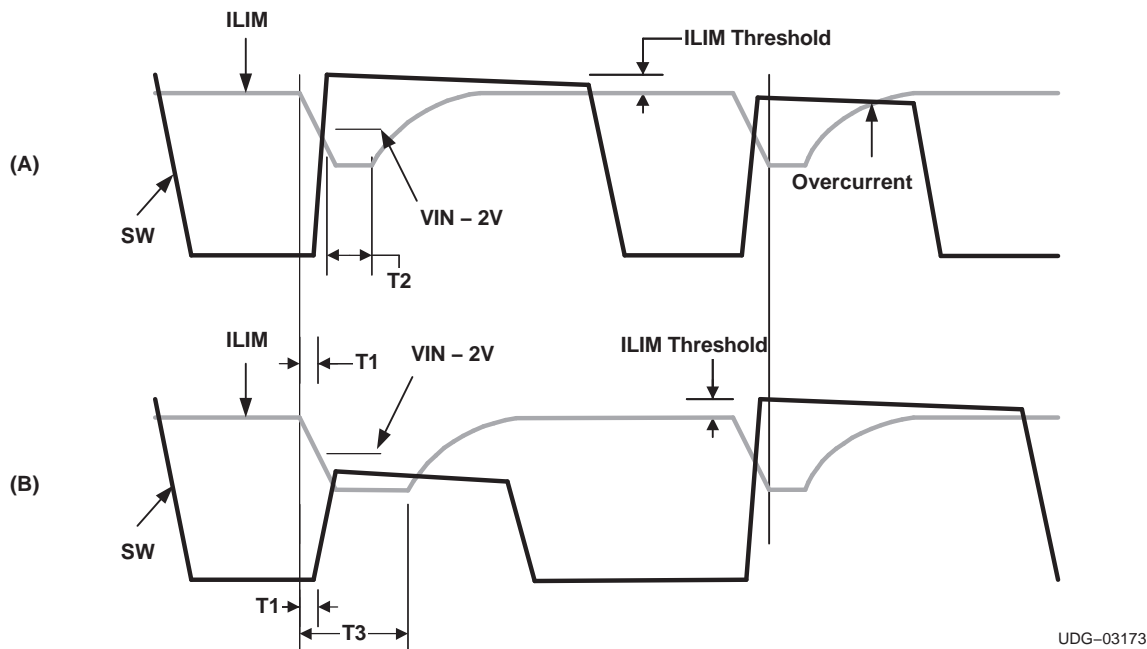 ILIM
ILIM Threshold
(A)
Overcurrent
VIN – 2V
SW
T2
ILIM
T1
VIN – 2V
ILIM Threshold
(B)
SW
T1
T3
UDG–03173